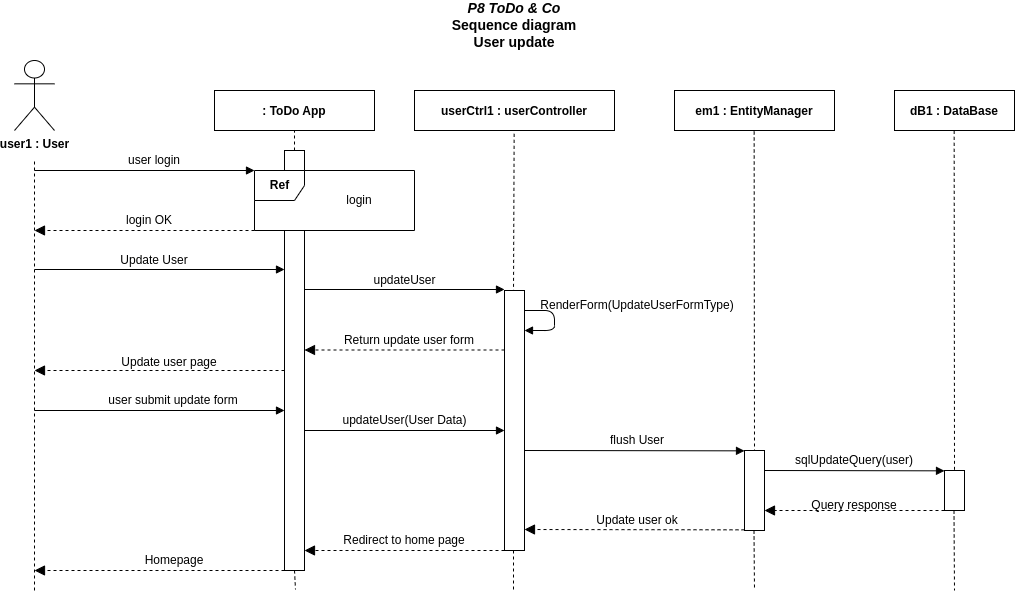 P8 ToDo & Co
Sequence diagram
User update
: ToDo App
userCtrl1 : userController
em1 : EntityManager
dB1 : DataBase
user1 : User
user login
Ref
login
login OK
Update User
updateUser
RenderForm(UpdateUserFormType)
Return update user form
Update user page
user submit update form
updateUser(User Data)
flush User
sqlUpdateQuery(user)
Query response
Update user ok
Redirect to home page
Homepage